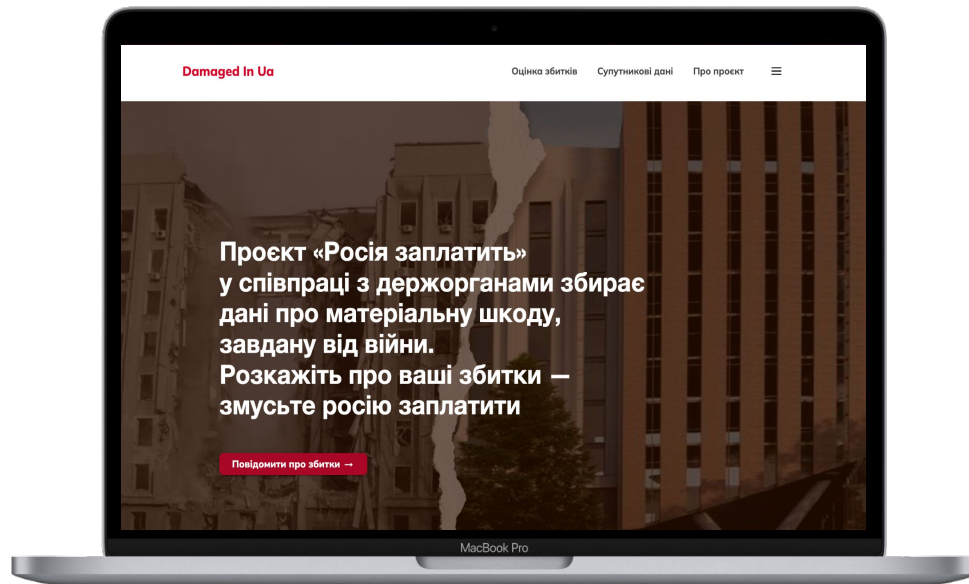 Damaged In Ua
Оцінка збитків Супутникові дані Про проєкт
Проєкт «Росія заплатить»
у співпраці з держорганами збирає
дані про матеріальну шкоду,
завдану від війни.
Розкажіть про ваші збитки —
змусьте росію заплатити
Повідомити про збитки →
MacBook Pro